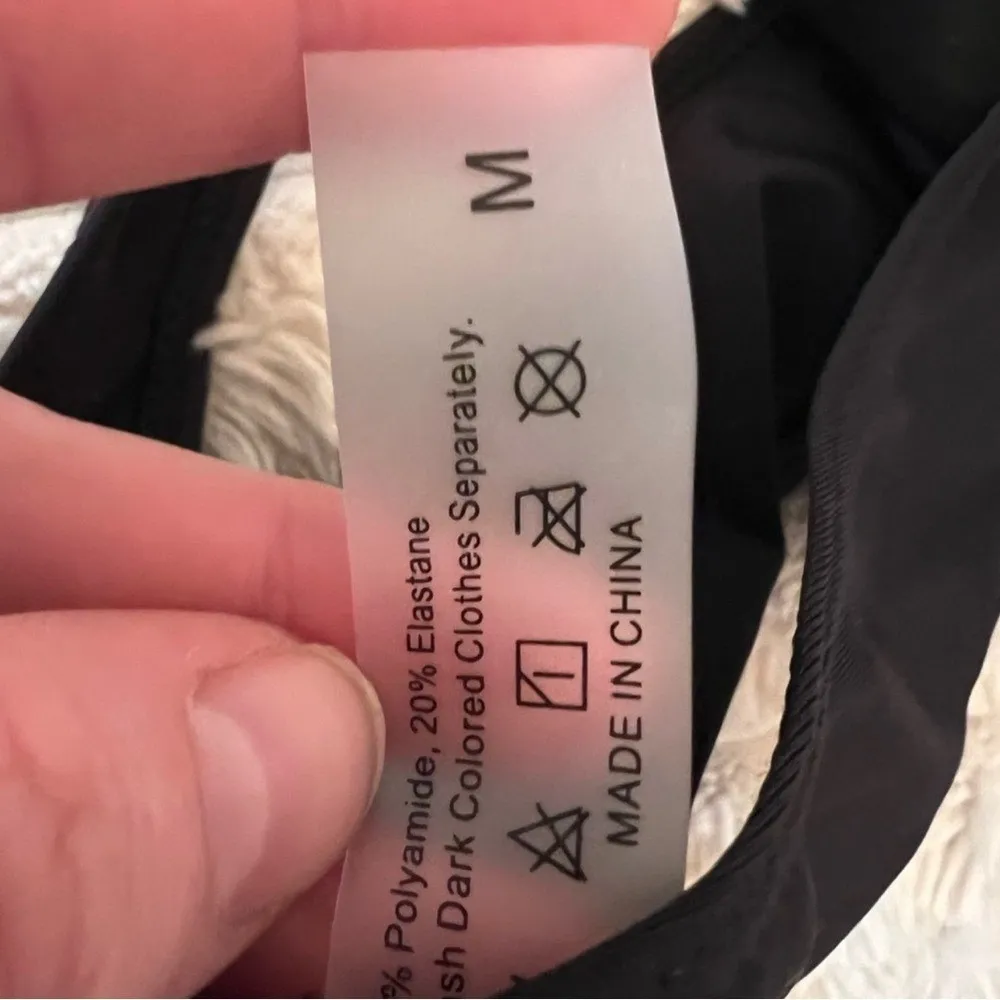 M
% Polyamide, 20% Elastane
sh Dark Colored Clothes Separately.
MADE IN CHINA